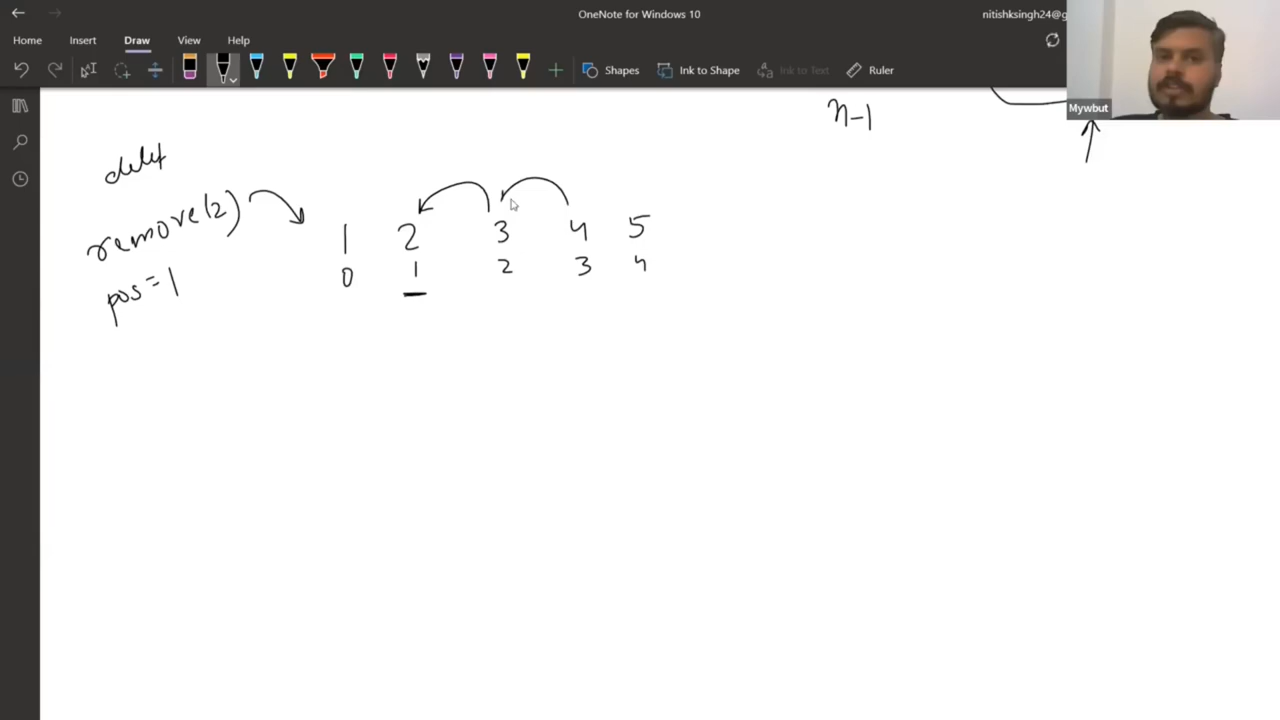 OneNote for Windows 10
nitishksingh24@g
Home Insert Draw View Help
Shapes Ink to Shape Ink to Text Ruler
Mywbut
n-1
remove(2)
1 2 3 4 5
pos=1
0 1 2 3 4